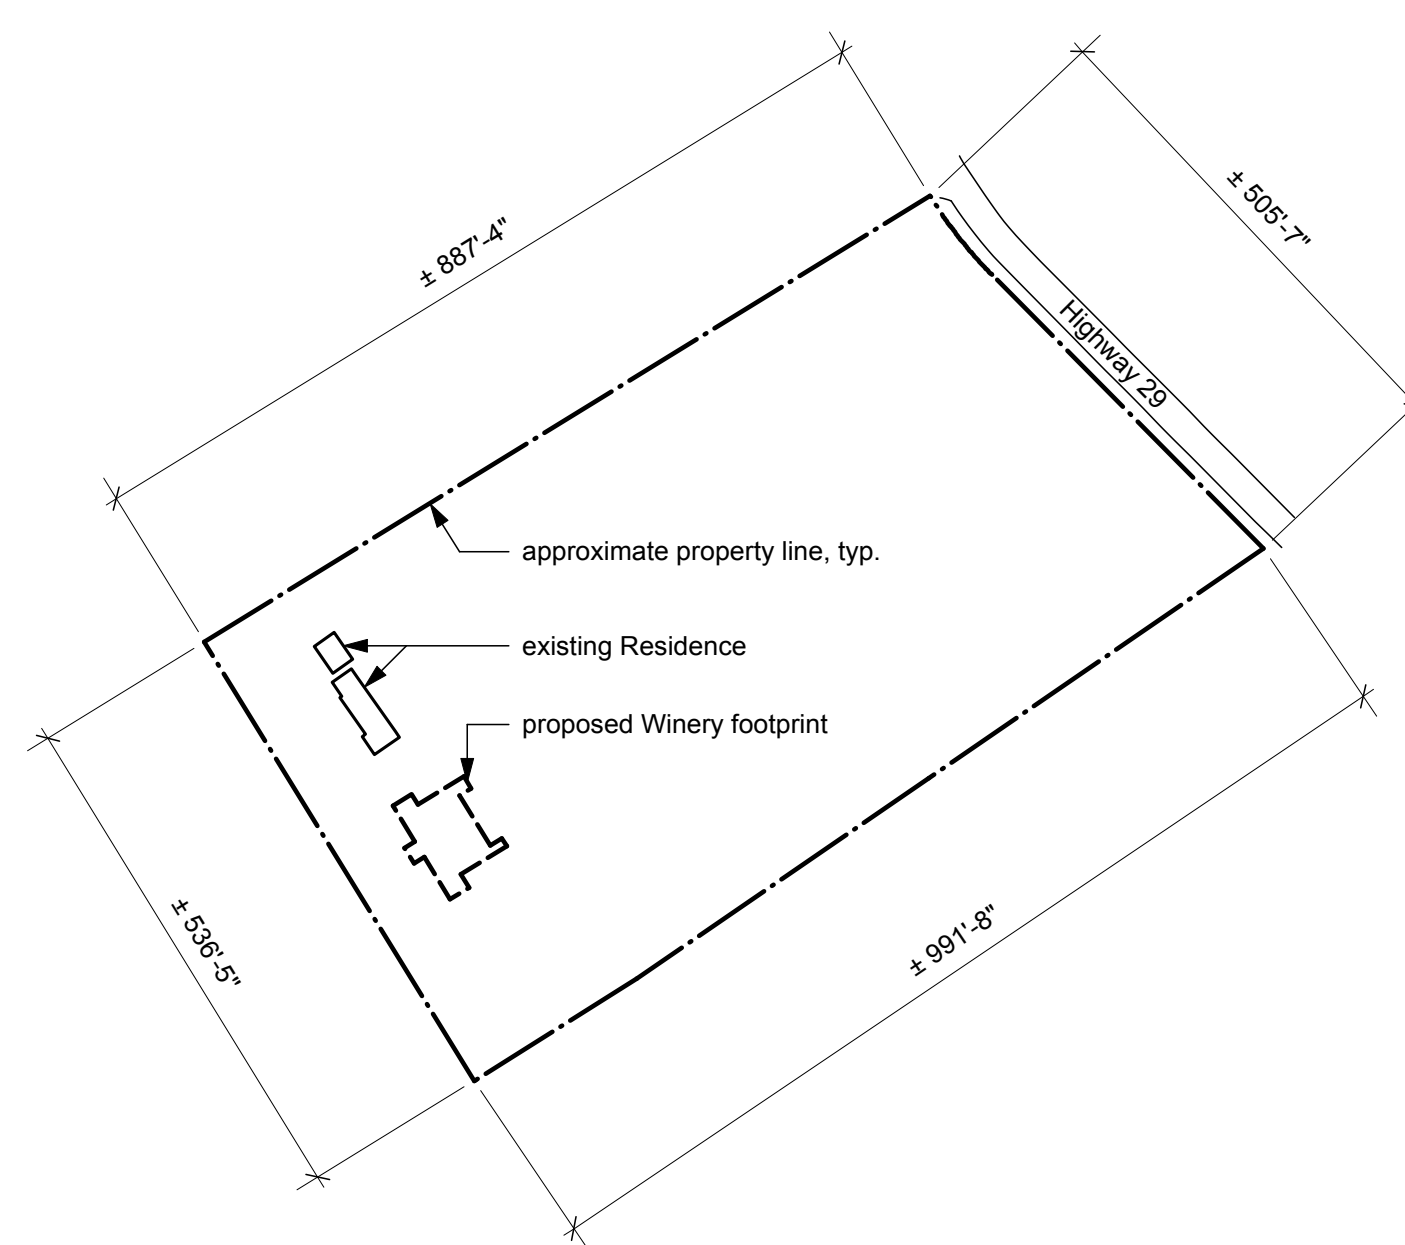 ± 887'-4"
± 505'-7"
Highway 29
approximate property line, typ.
existing Residence
proposed Winery footprint
± 536'-5"
± 991'-8"